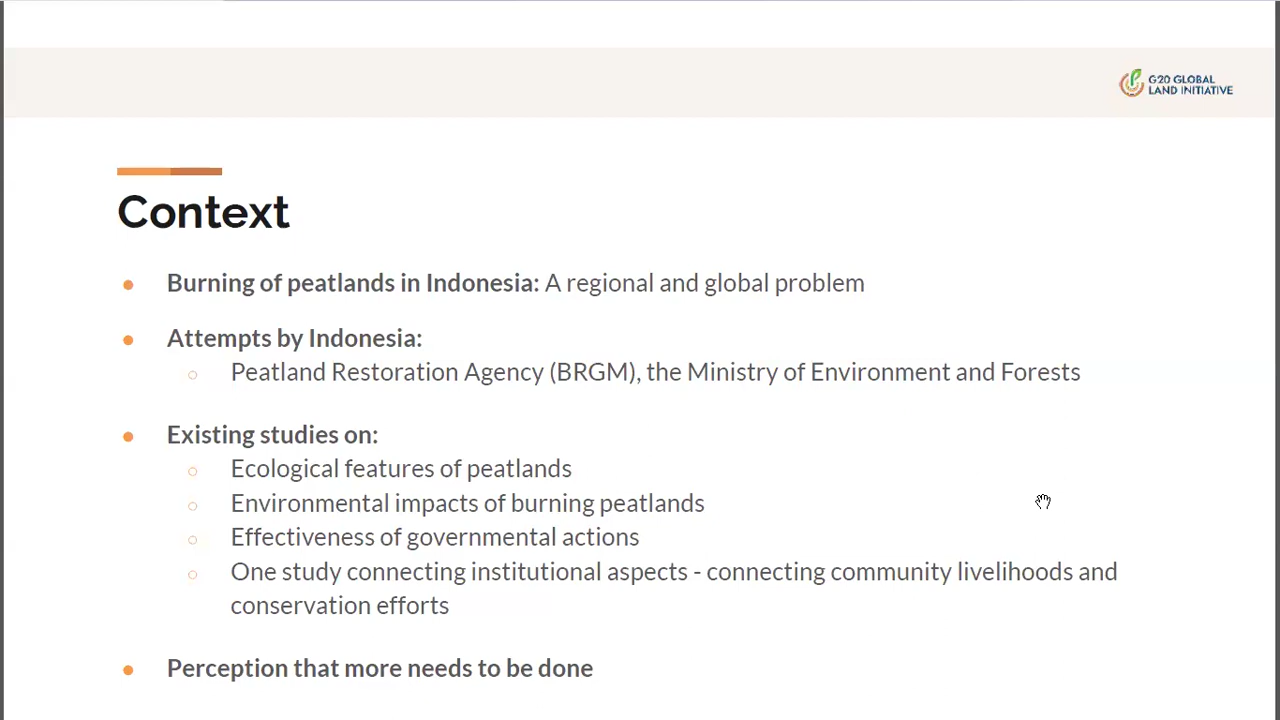 G20 GLOBAL
LAND INITIATIVE
Context
● Burning of peatlands in Indonesia: A regional and global problem
● Attempts by Indonesia:
○ Peatland Restoration Agency (BRGM), the Ministry of Environment and Forests
● Existing studies on:
○ Ecological features of peatlands
○ Environmental impacts of burning peatlands
○ Effectiveness of governmental actions
○ One study connecting institutional aspects - connecting community livelihoods and
conservation efforts
● Perception that more needs to be done